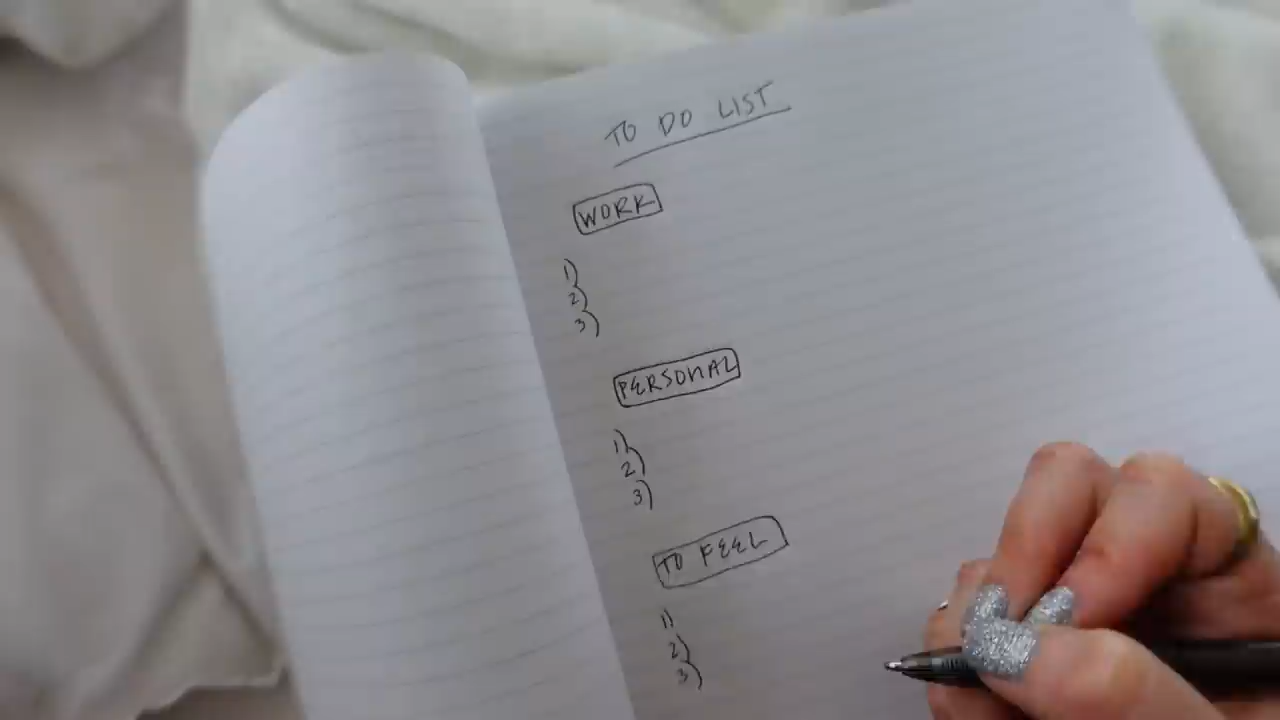 TO DO LIST
WORK
1)
2)
3)
PERSONAL
1)
2)
3)
TO FEEL
1)
2)
3)